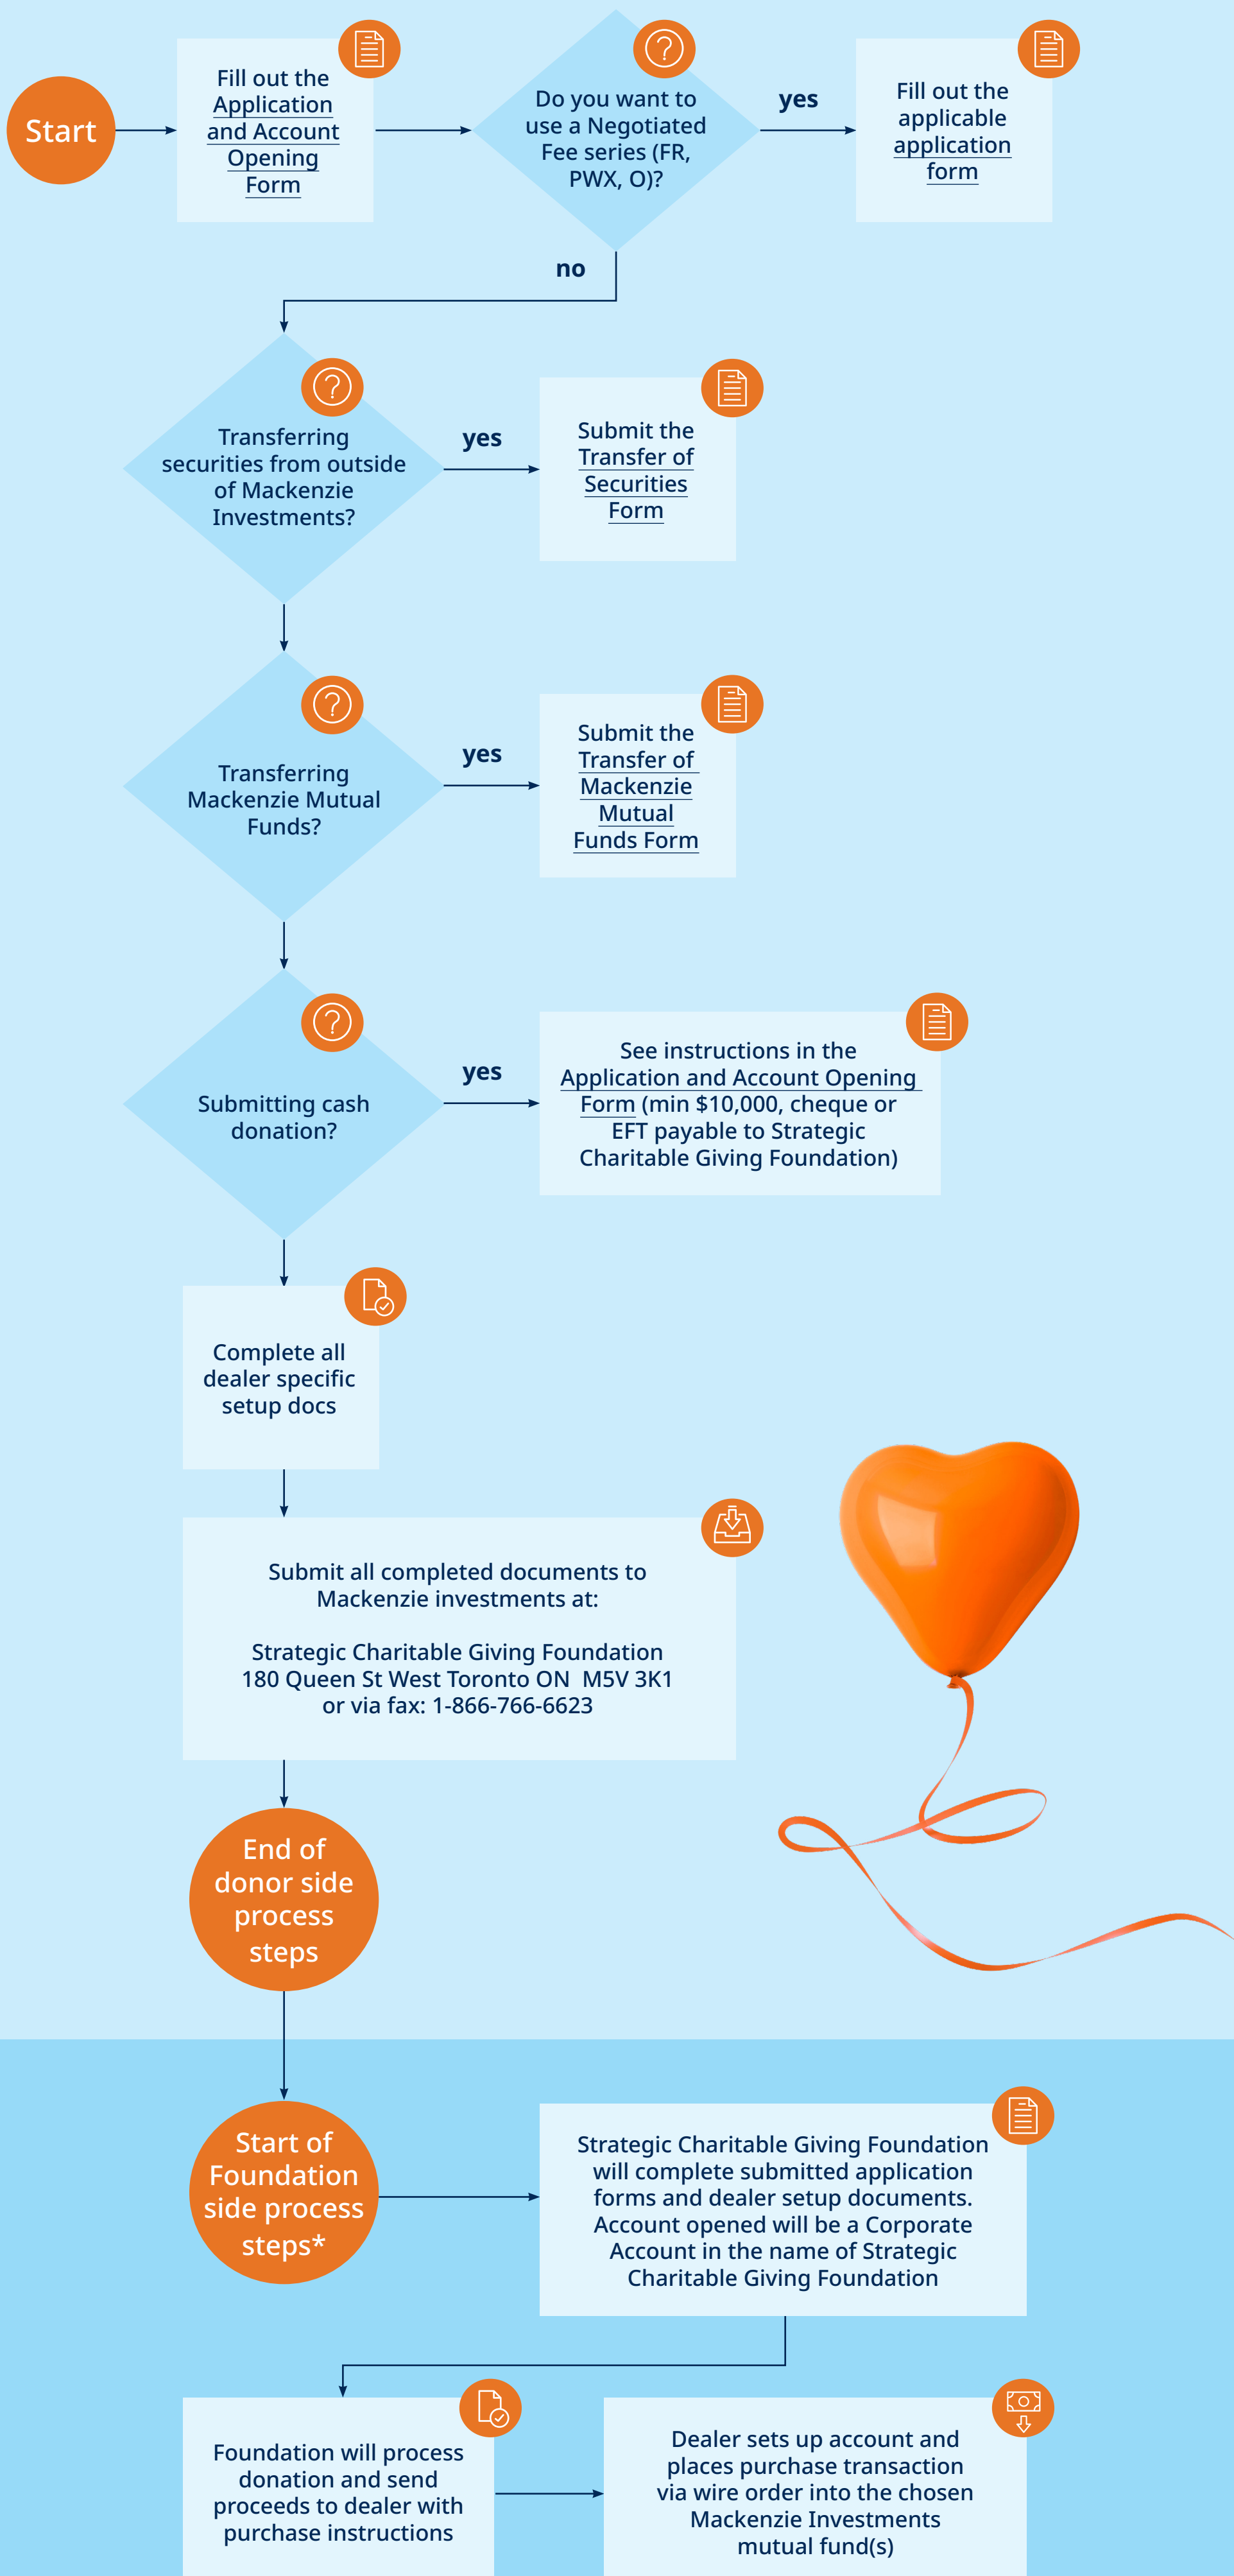 Start
Fill out the
Application
and Account
Opening
Form
Do you want to
use a Negotiated
Fee series (FR,
PWX, O)?
yes
Fill out the
applicable
application
form
no
Transferring
securities from outside
of Mackenzie
Investments?
yes
Submit the
Transfer of
Securities
Form
Transferring
Mackenzie Mutual
Funds?
yes
Submit the
Transfer of
Mackenzie
Mutual
Funds Form
Submitting cash
donation?
yes
See instructions in the
Application and Account Opening
Form (min $10,000, cheque or
EFT payable to Strategic
Charitable Giving Foundation)
Complete all
dealer specific
setup docs
Submit all completed documents to
Mackenzie investments at:
Strategic Charitable Giving Foundation
180 Queen St West Toronto ON M5V 3K1
or via fax: 1-866-766-6623
End of
donor side
process
steps
Start of
Foundation
side process
steps*
Strategic Charitable Giving Foundation
will complete submitted application
forms and dealer setup documents.
Account opened will be a Corporate
Account in the name of Strategic
Charitable Giving Foundation
Foundation will process
donation and send
proceeds to dealer with
purchase instructions
Dealer sets up account and
places purchase transaction
via wire order into the chosen
Mackenzie Investments
mutual fund(s)